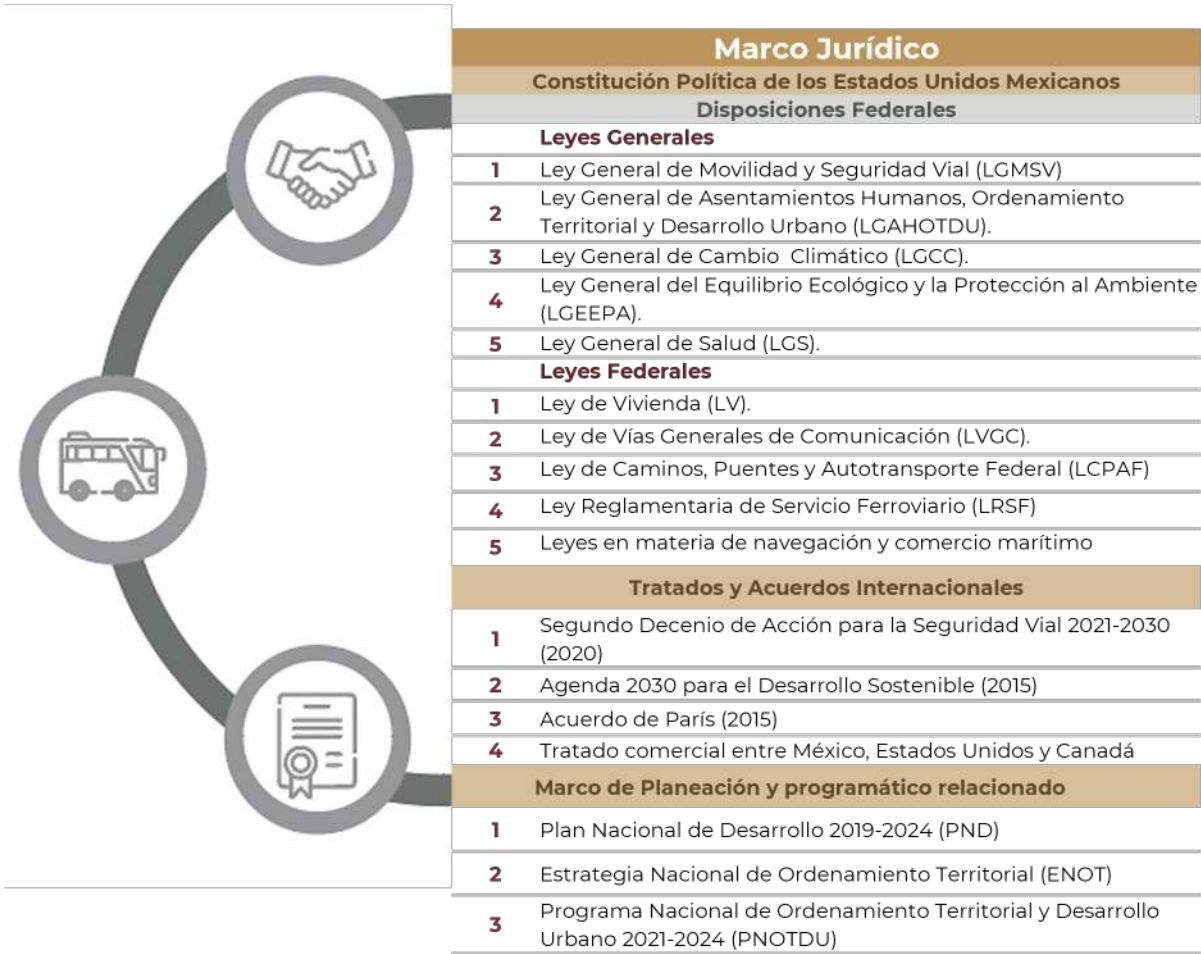 Marco Jurídico
Constitución Política de los Estados Unidos Mexicanos
Disposiciones Federales
Leyes Generales
1 Ley General de Movilidad y Seguridad Vial (LGMSV)
2 Ley General de Asentamientos Humanos, Ordenamiento
Territorial y Desarrollo Urbano (LGAHOTDU).
3 Ley General de Cambio Climático (LGCC).
4 Ley General del Equilibrio Ecológico y la Protección al Ambiente
(LGEEPA).
5 Ley General de Salud (LGS).
Leyes Federales
1 Ley de Vivienda (LV).
2 Ley de Vías Generales de Comunicación (LVGC).
3 Ley de Caminos, Puentes y Autotransporte Federal (LCPAF)
4 Ley Reglamentaria de Servicio Ferroviario (LRSF)
5 Leyes en materia de navegación y comercio marítimo
Tratados y Acuerdos Internacionales
1 Segundo Decenio de Acción para la Seguridad Vial 2021-2030
(2020)
2 Agenda 2030 para el Desarrollo Sostenible (2015)
3 Acuerdo de París (2015)
4 Tratado comercial entre México, Estados Unidos y Canadá
Marco de Planeación y programático relacionado
1 Plan Nacional de Desarrollo 2019-2024 (PND)
2 Estrategia Nacional de Ordenamiento Territorial (ENOT)
3 Programa Nacional de Ordenamiento Territorial y Desarrollo
Urbano 2021-2024 (PNOTDU)